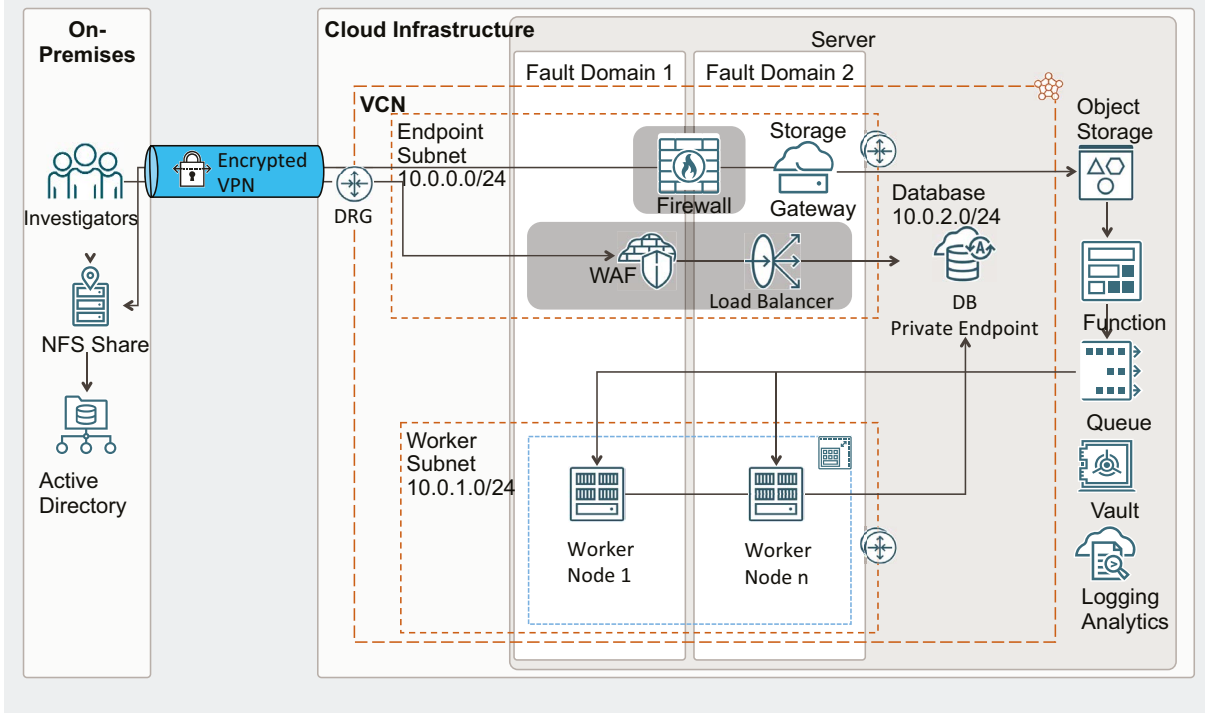 On-
Premises
Investigators
NFS Share
Active
Directory
Encrypted
VPN
Cloud Infrastructure
Server
Fault Domain 1
Fault Domain 2
VCN
DRG
Endpoint
Subnet
10.0.0.0/24
Firewall
Storage
Gateway
WAF
Load Balancer
Database
10.0.2.0/24
A
DB
Private Endpoint
Worker
Subnet
10.0.1.0/24
Worker
Node 1
Worker
Node n
Object
Storage
Function
Queue
Vault
Logging
Analytics